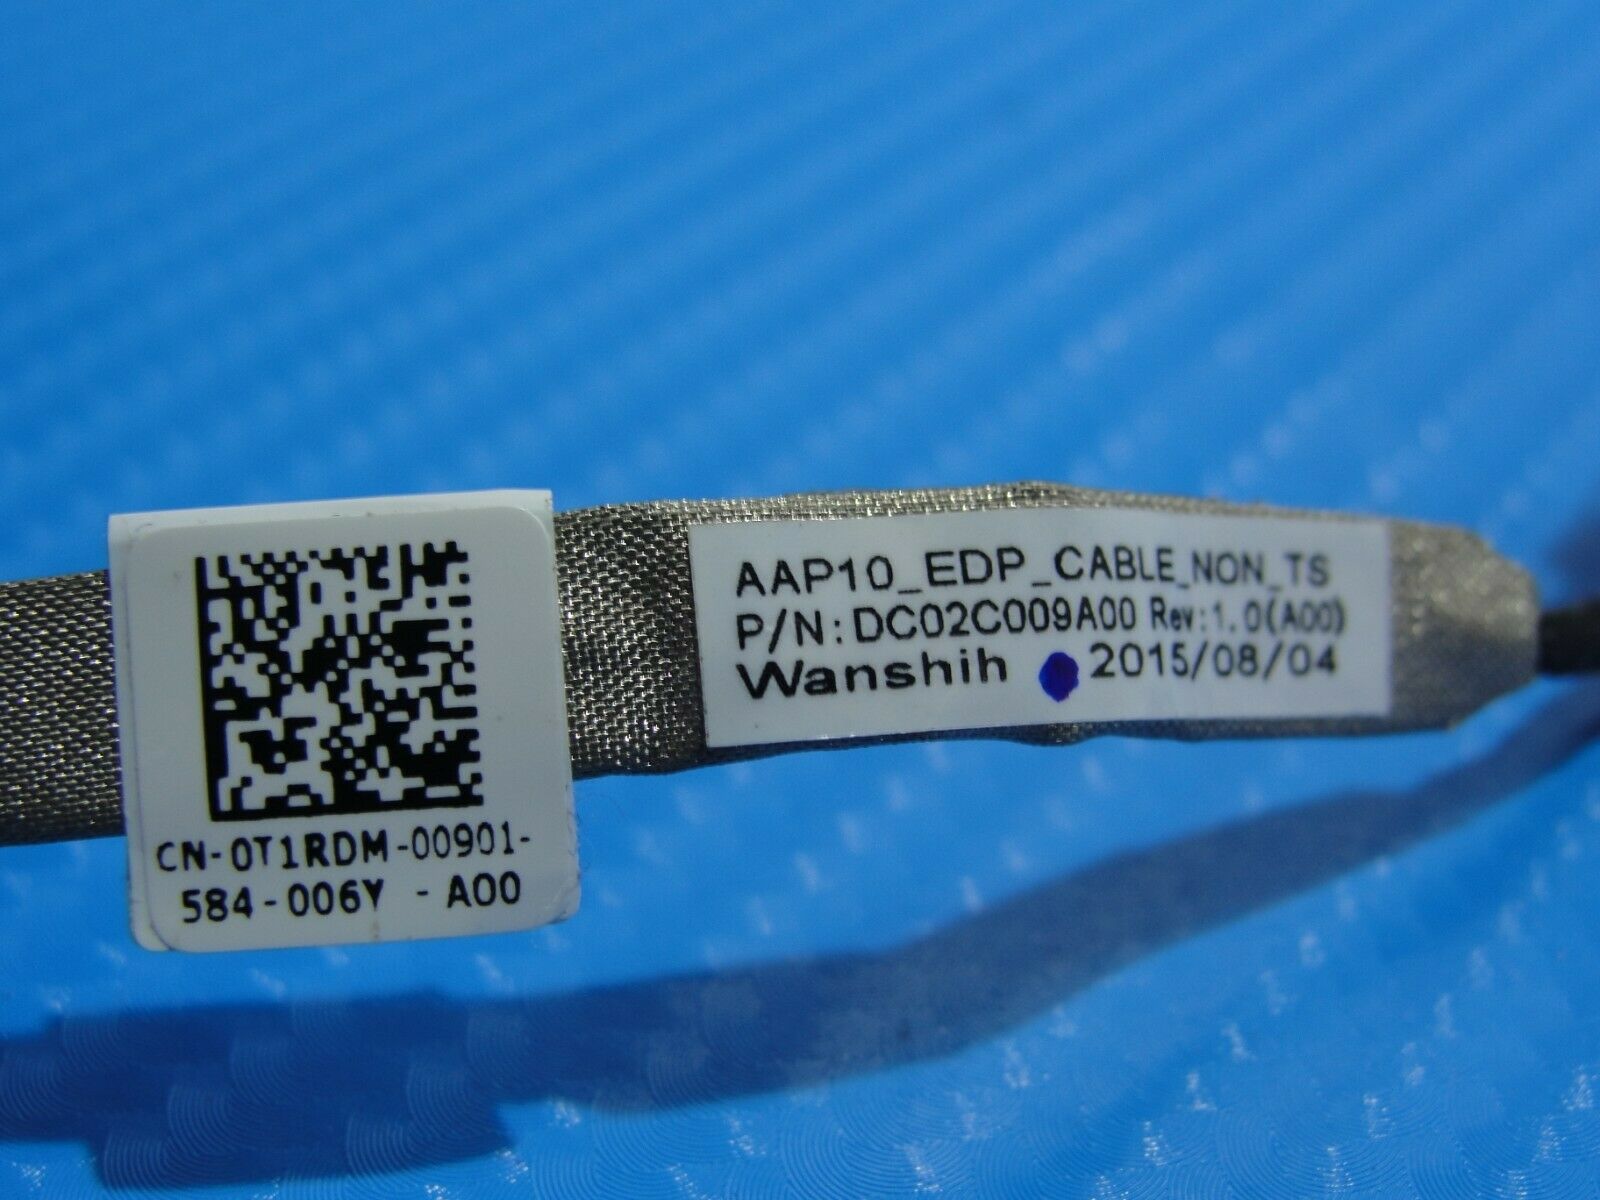 CN-0T1RDM-00901-
584-006Y -A00
AAP10_EDP_CABLE_NON_TS
P/N:DC02C009A00 Rev:1.0(A00)
Wanshih 2015/08/04